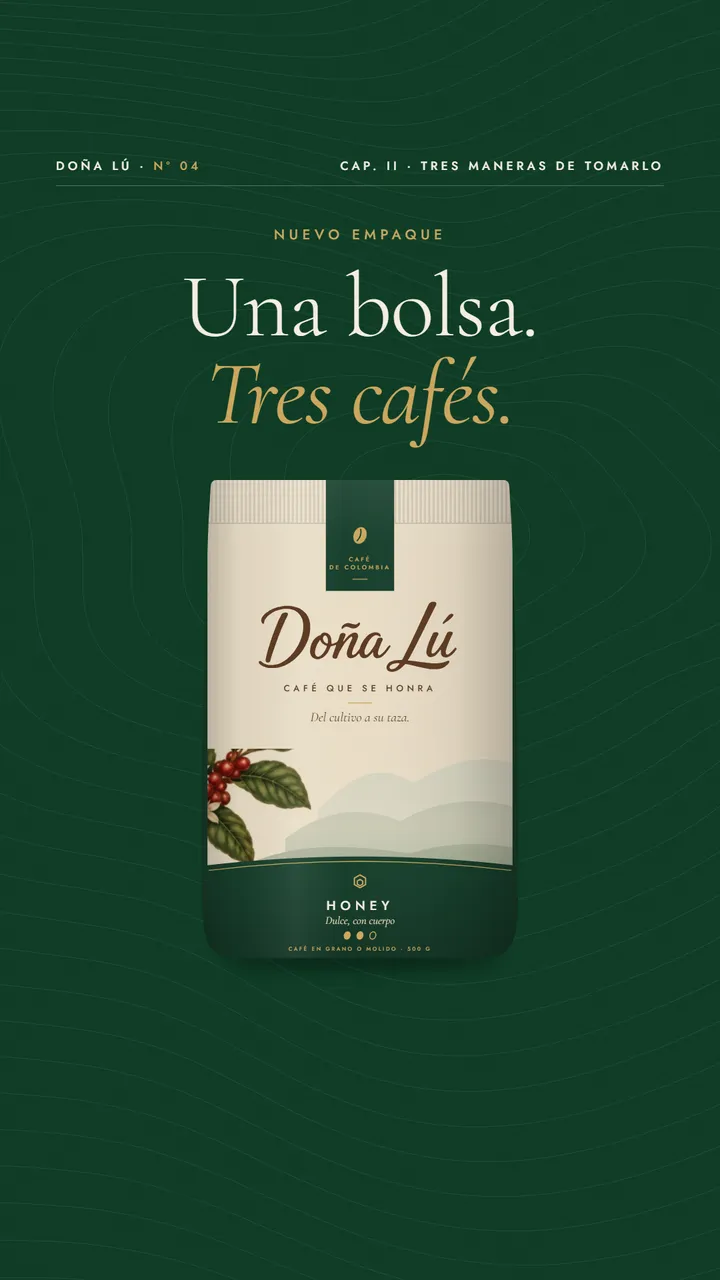 DOÑA LÚ · N° 04
CAP. II · TRES MANERAS DE TOMARLO
NUEVO EMPAQUE
Una bolsa.
Tres cafés.
CAFÉ
DE COLOMBIA
Doña Lú
CAFÉ QUE SE HONRA
Del cultivo a su taza.
HONEY
Dulce, con cuerpo
CAFÉ EN GRANO O MOLIDO · 500 G